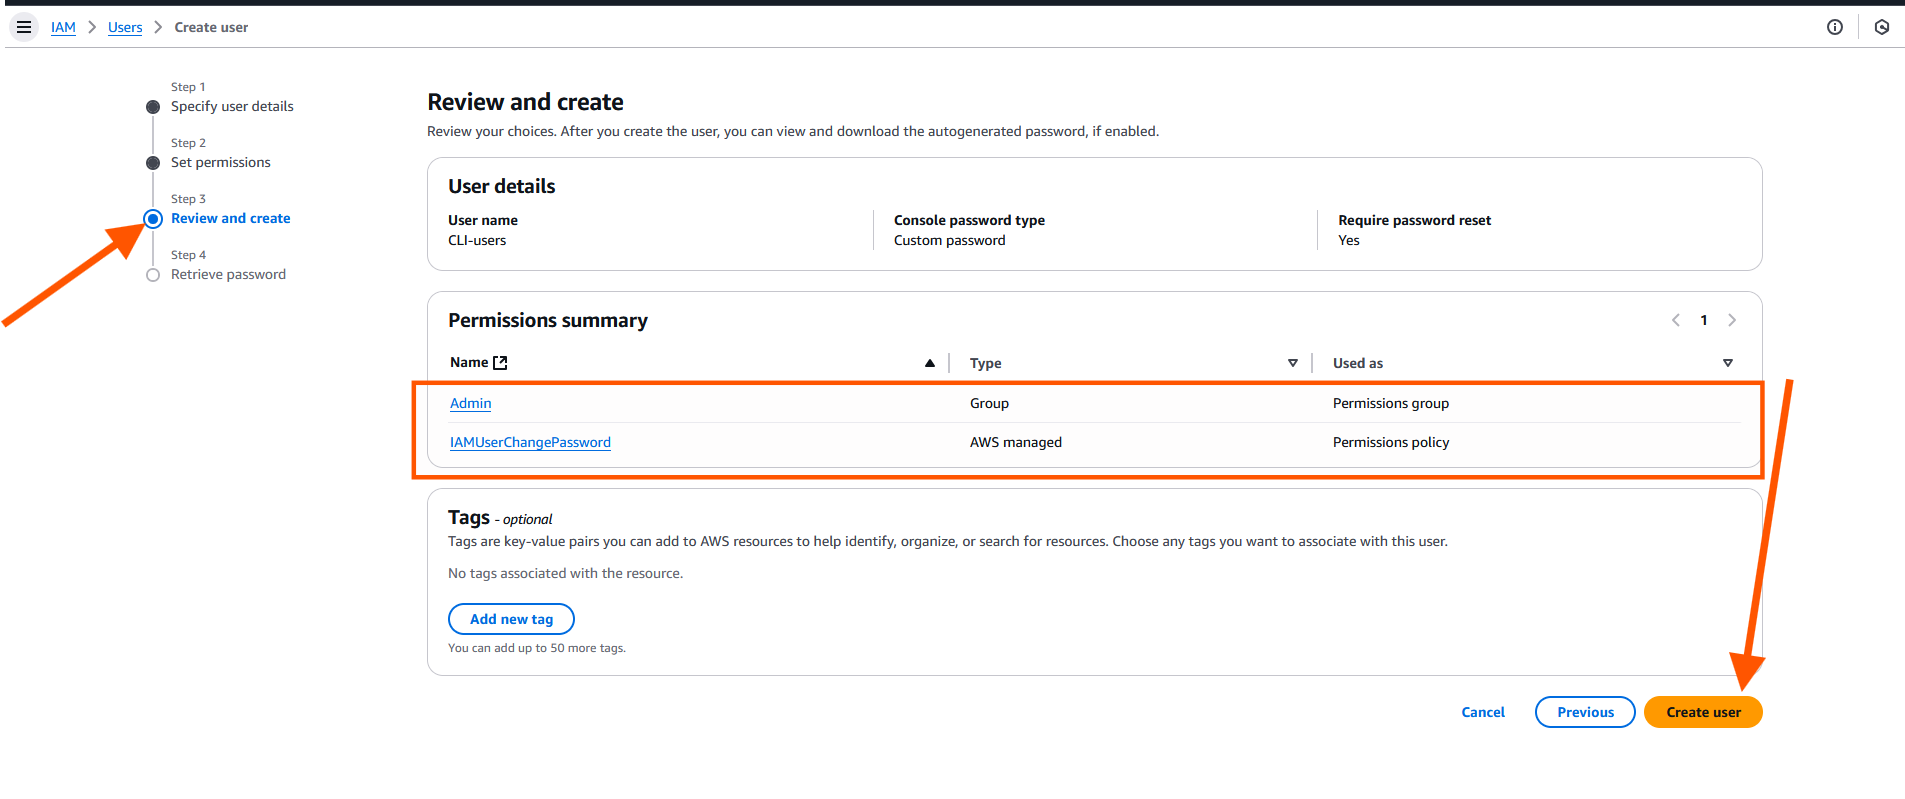 IAM > Users > Create user
Step 1
Specify user details
Step 2
Set permissions
Step 3
Review and create
Step 4
Retrieve password
Review and create
Review your choices. After you create the user, you can view and download the autogenerated password, if enabled.
User details
User name Console password type Require password reset
CLI-users Custom password Yes
Permissions summary 1
Name Type Used as
Admin Group Permissions group
IAMUserChangePassword AWS managed Permissions policy
Tags - optional
Tags are key-value pairs you can add to AWS resources to help identify, organize, or search for resources. Choose any tags you want to associate with this user.
No tags associated with the resource.
Add new tag
You can add up to 50 more tags.
Cancel Previous Create user